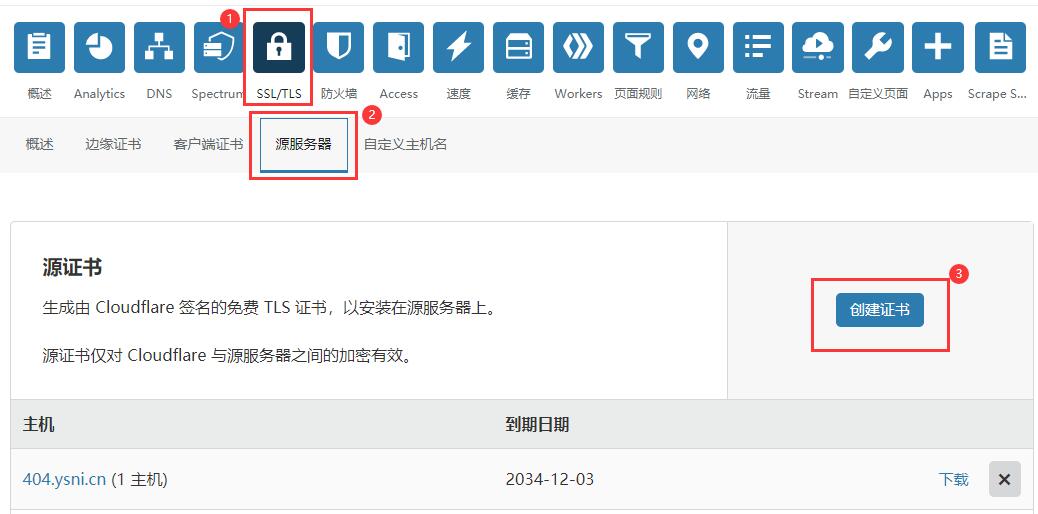 1
概述 Analytics DNS Spectrum SSL/TLS 防火墙 Access 速度 缓存 Workers 页面规则 网络 流量 Stream 自定义页面 Apps Scrape S...
2
概述 边缘证书 客户端证书 源服务器 自定义主机名
源证书
3
生成由 Cloudflare 签名的免费 TLS 证书，以安装在源服务器上。
创建证书
源证书仅对 Cloudflare 与源服务器之间的加密有效。
主机 到期日期
404.ysni.cn (1 主机) 2034-12-03 下载 ×